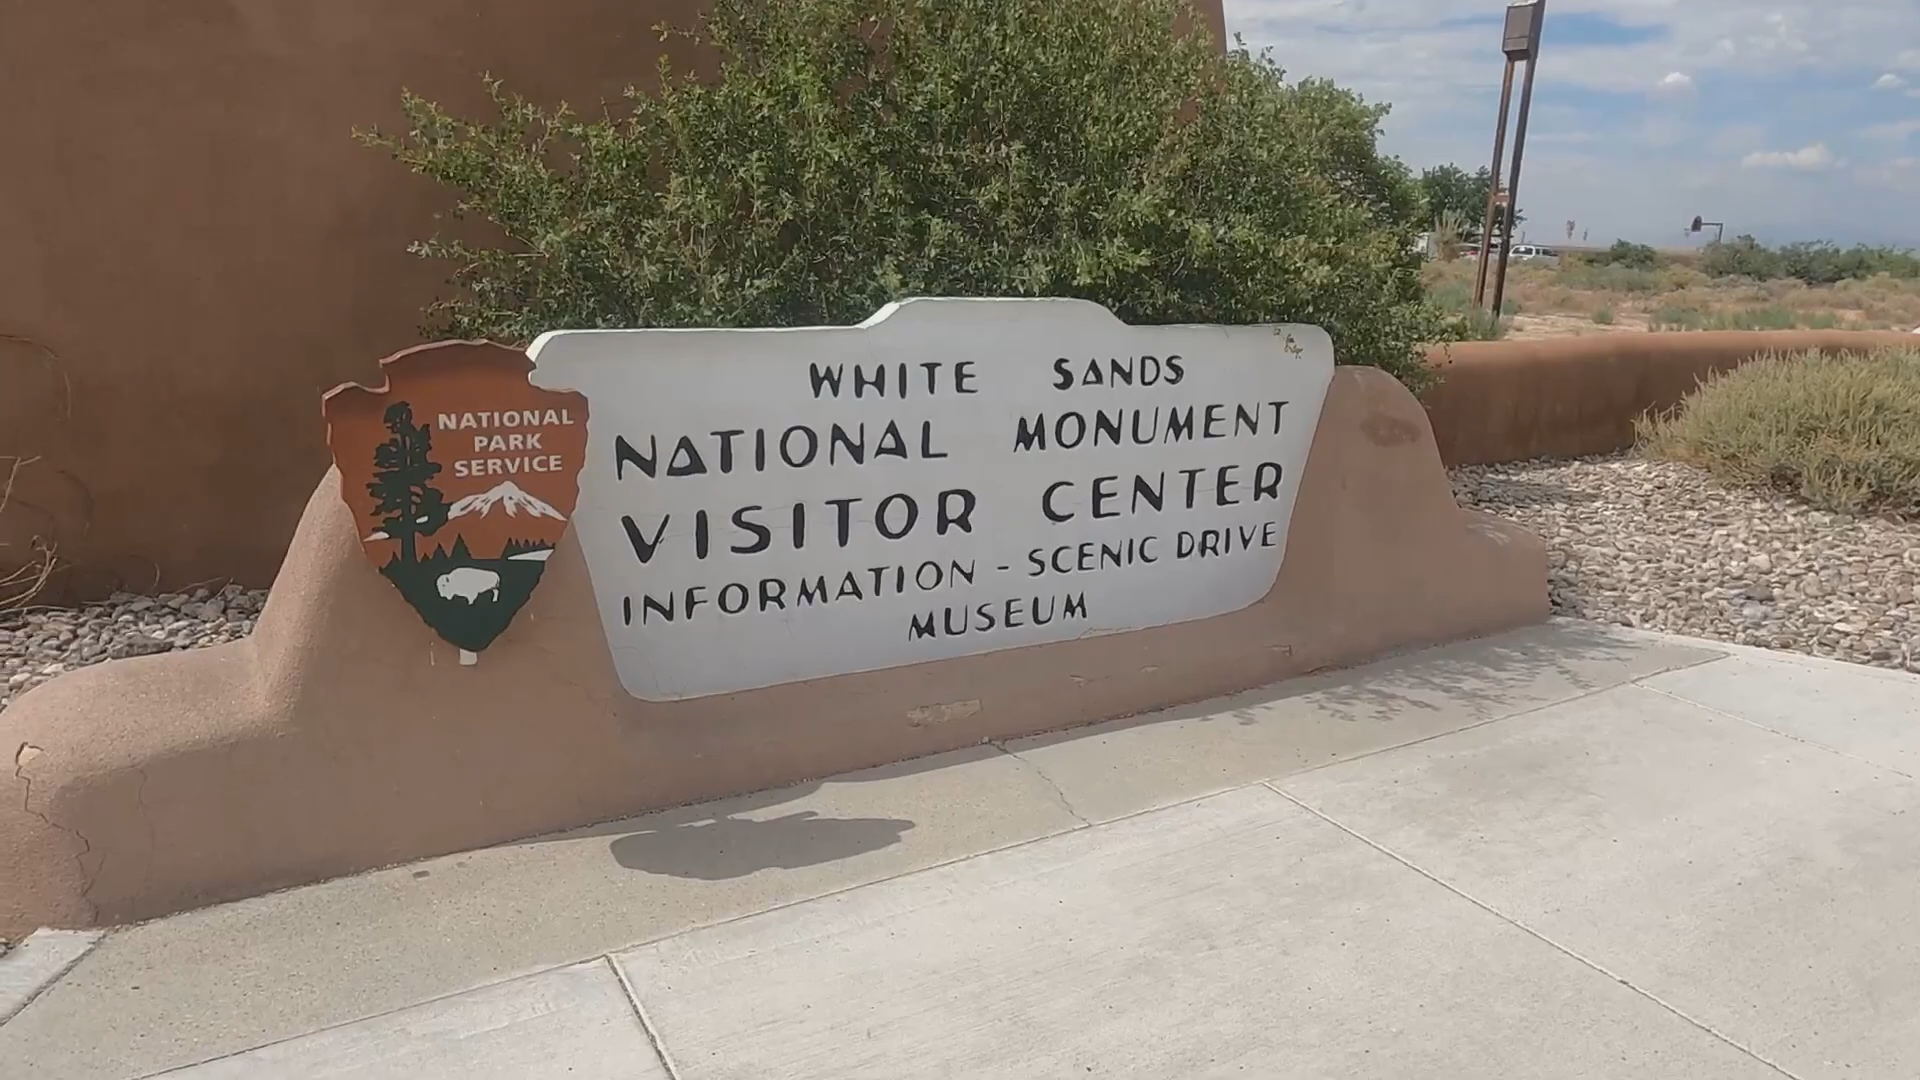 NATIONAL
PARK
SERVICE
WHITE SANDS
NATIONAL MONUMENT
VISITOR CENTER
INFORMATION - SCENIC DRIVE
MUSEUM